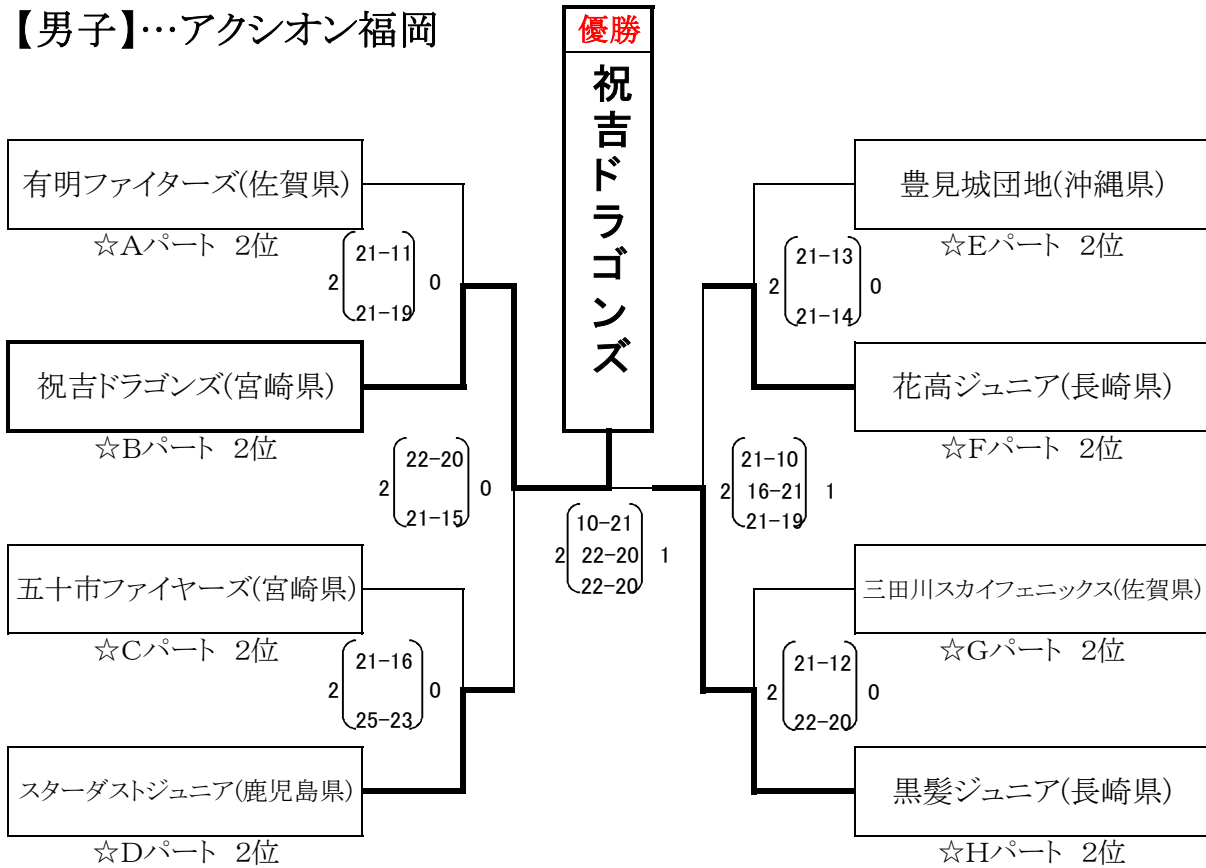 【男子】…アクシオン福岡
優勝
祝吉ドラゴンズ
有明ファイターズ(佐賀県)
☆Aパート 2位
2 21-11 0
21-19
祝吉ドラゴンズ(宮崎県)
☆Bパート 2位
22-20
2 0
21-15
五十市ファイヤーズ(宮崎県)
☆Cパート 2位
21-16
2 0
25-23
スターダストジュニア(鹿児島県)
☆Dパート 2位
10-21
2 22-20 1
22-20
豊見城団地(沖縄県)
☆Eパート 2位
21-13
2 0
21-14
花高ジュニア(長崎県)
☆Fパート 2位
21-10
2 16-21 1
21-19
三田川スカイフェニックス(佐賀県)
☆Gパート 2位
21-12
2 0
22-20
黒髪ジュニア(長崎県)
☆Hパート 2位